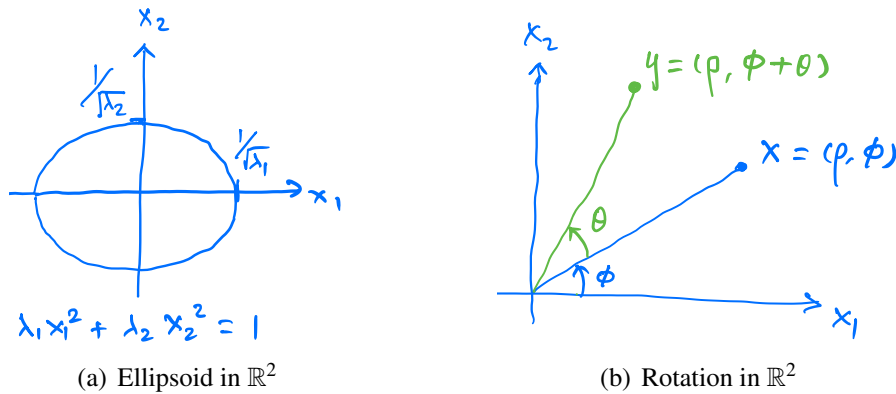 x₂
1/√λ₂
1/√λ₁
x₁
λ₁x₁² + λ₂x₂² = 1
(a) Ellipsoid in ℝ²
x₂
y = (ρ, ϕ+θ)
x = (ρ, ϕ)
θ
ϕ
x₁
(b) Rotation in ℝ²